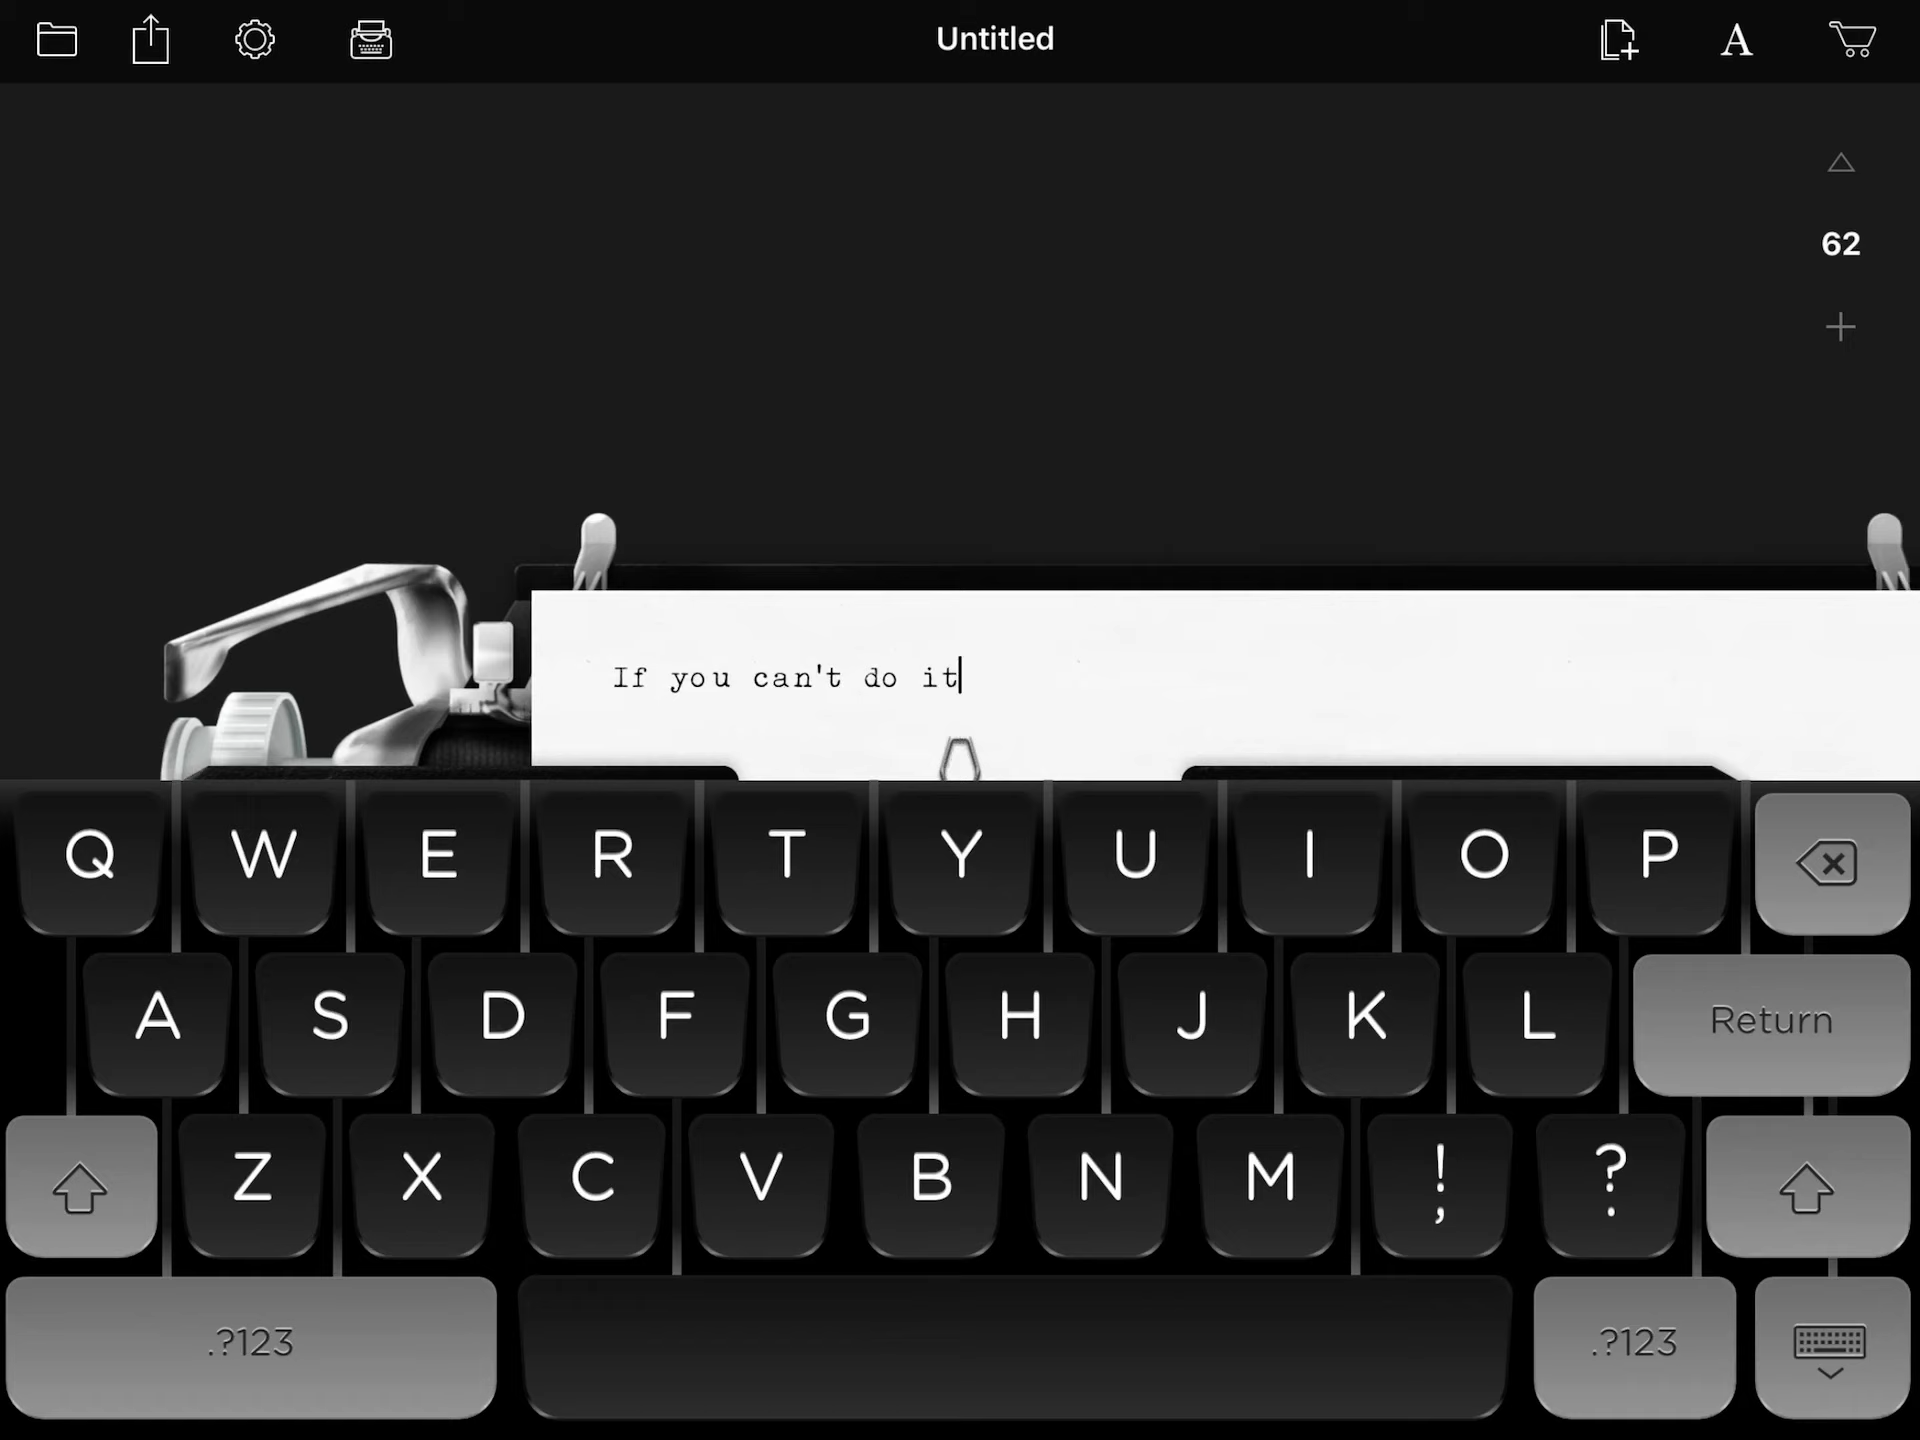 Untitled
A
62
If you can't do it
Q W E R T Y U I O P
A S D F G H J K L Return
Z X C V B N M ! , ? .
.?123 .?123